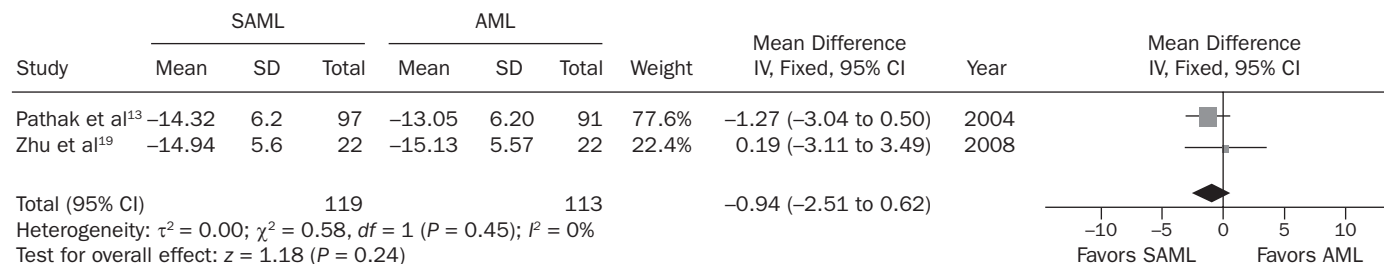 SAML AML
Mean Difference Mean Difference
Study Mean SD Total Mean SD Total Weight IV, Fixed, 95% CI Year IV, Fixed, 95% CI
Pathak et al¹³ –14.32 6.2 97 –13.05 6.20 91 77.6% –1.27 (–3.04 to 0.50) 2004
Zhu et al¹⁹ –14.94 5.6 22 –15.13 5.57 22 22.4% 0.19 (–3.11 to 3.49) 2008
Total (95% CI) 119 113 –0.94 (–2.51 to 0.62)
Heterogeneity: τ² = 0.00; χ² = 0.58, df = 1 (P = 0.45); I² = 0%
–10 –5 0 5 10
Test for overall effect: z = 1.18 (P = 0.24) Favors SAML Favors AML